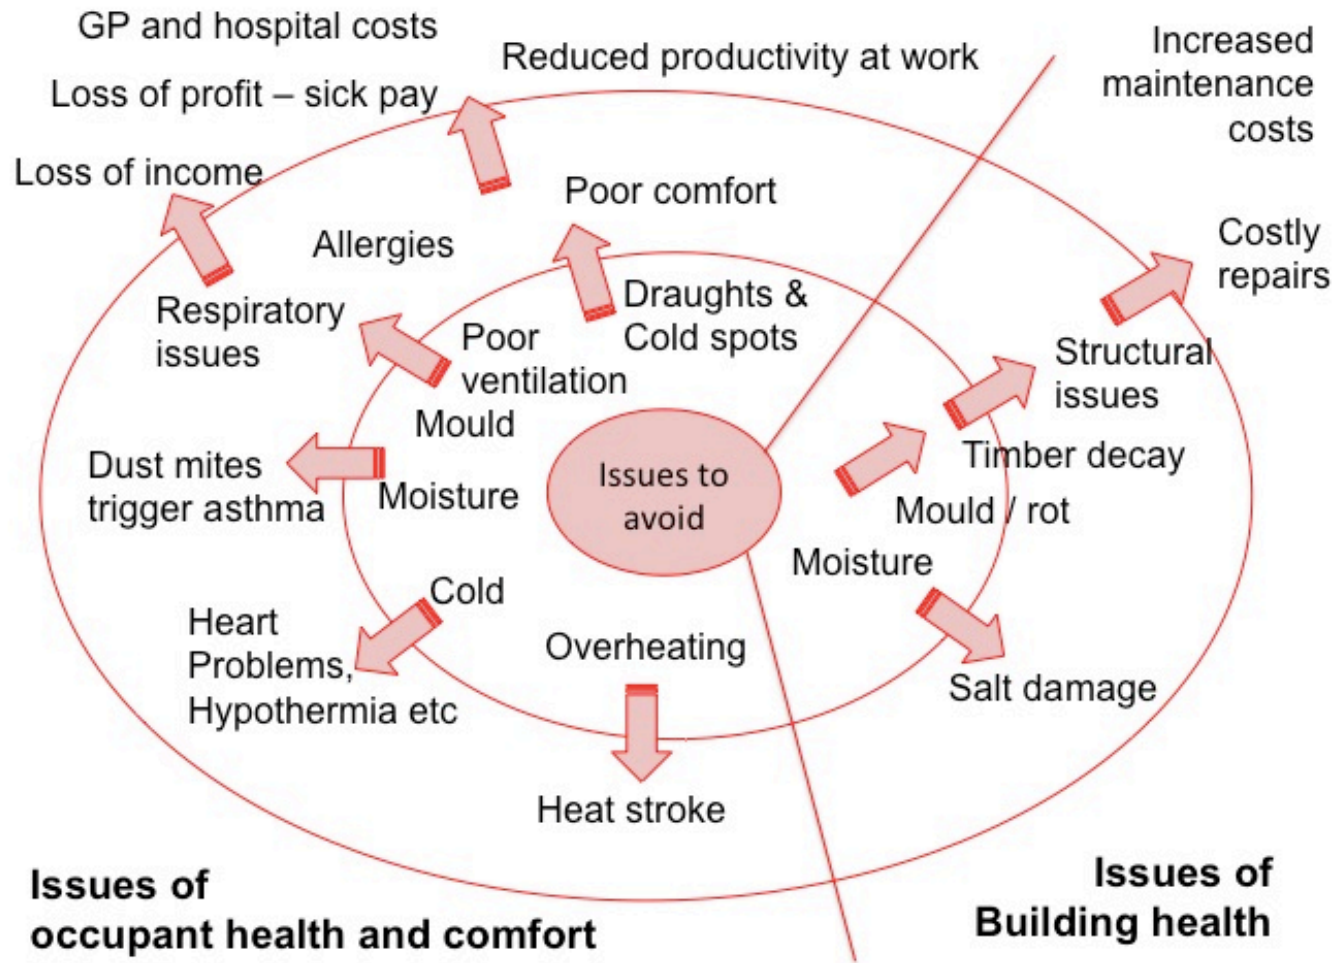 GP and hospital costs
Reduced productivity at work
Increased
maintenance
costs
Loss of profit – sick pay
Loss of income
Poor comfort
Allergies
Costly
repairs
Draughts &
Cold spots
Respiratory
issues
Poor
ventilation
Mould
Structural
issues
Dust mites
trigger asthma
Moisture
Issues to
avoid
Timber decay
Mould / rot
Moisture
Cold
Heart
Problems,
Hypothermia etc
Overheating
Salt damage
Heat stroke
Issues of
occupant health and comfort
Issues of
Building health